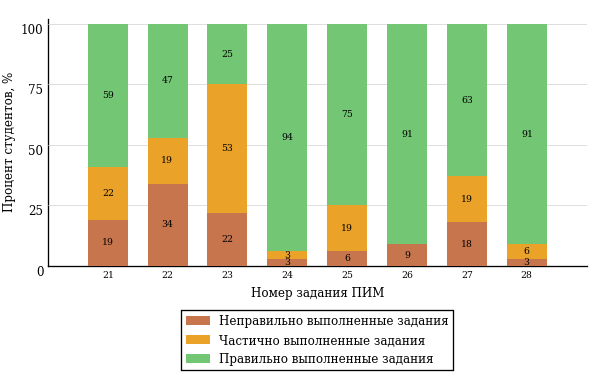 Процент студентов, %
100
75
50
25
0
59 47 25 94 75 91 63 91
22 19 53 3 19 19 6
19 34 22 3 6 9 18 3
21 22 23 24 25 26 27 28
Номер задания ПИМ
Неправильно выполненные задания
Частично выполненные задания
Правильно выполненные задания